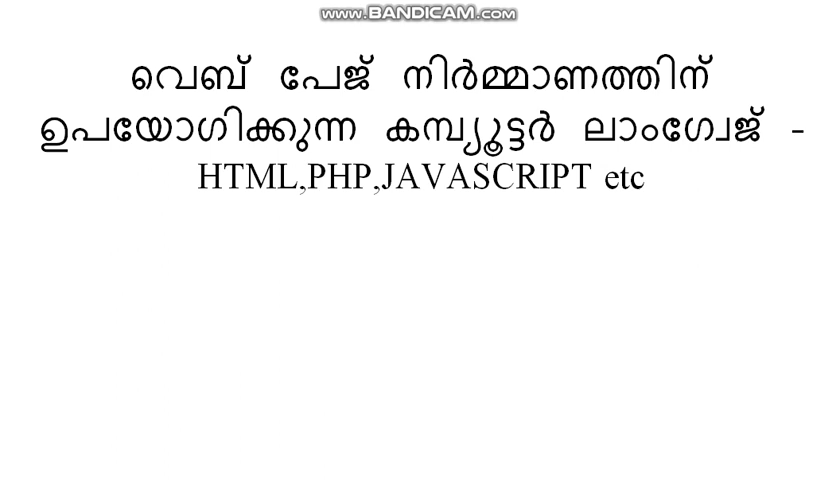 www.BANDICAM.com
വെബ് പേജ് നിർമ്മാണത്തിന്
ഉപയോഗിക്കുന്ന കമ്പ്യൂട്ടർ ലാംഗ്വേജ് -
HTML,PHP,JAVASCRIPT etc